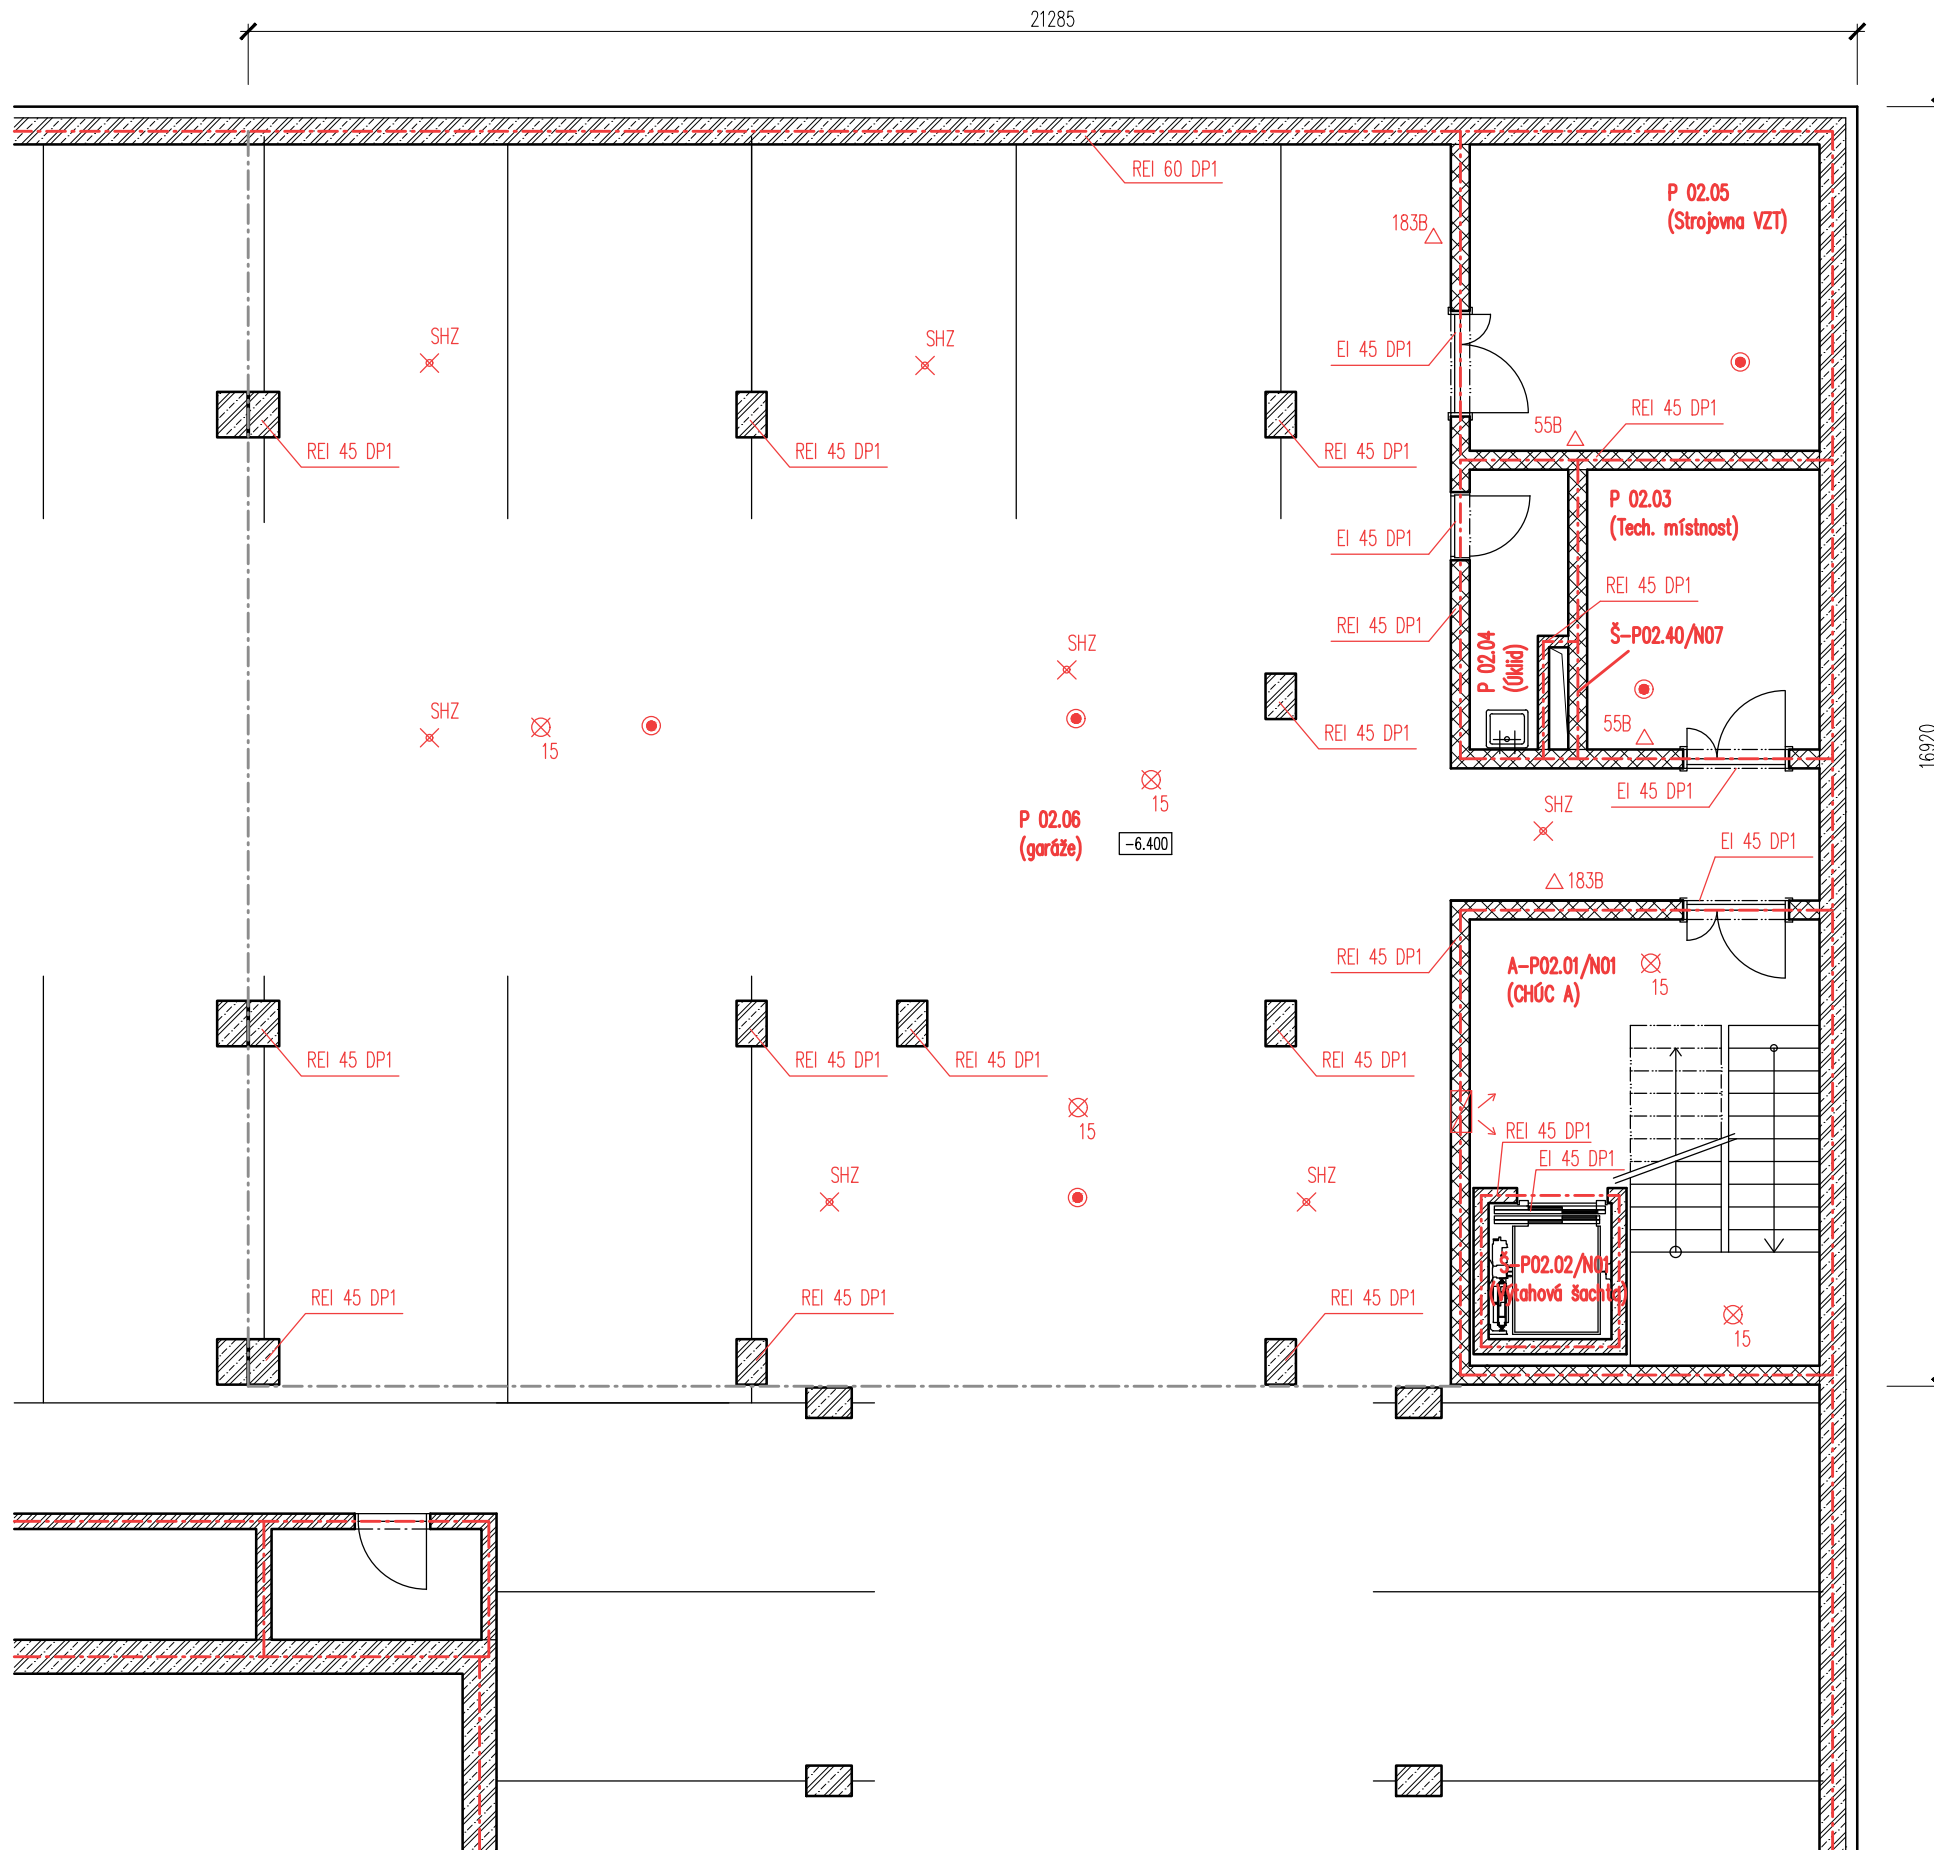 21285
REI 60 DP1
P 02.05
(Strojovna VZT)
183B
SHZ
SHZ
EI 45 DP1
REI 45 DP1
55B
REI 45 DP1
REI 45 DP1
REI 45 DP1
P 02.03
(Tech. místnost)
EI 45 DP1
REI 45 DP1
REI 45 DP1
Š-P02.40/N07
SHZ
P 02.04
(Úklid)
SHZ
15
REI 45 DP1
55B
16920
15
EI 45 DP1
SHZ
P 02.06
(garáže)
-6.400
EI 45 DP1
183B
REI 45 DP1
A-P02.01/N01
(CHÚC A)
15
REI 45 DP1
REI 45 DP1
REI 45 DP1
REI 45 DP1
15
REI 45 DP1
EI 45 DP1
SHZ
SHZ
Š-P02.02/N01
(Výtahová šachta)
REI 45 DP1
REI 45 DP1
REI 45 DP1
15